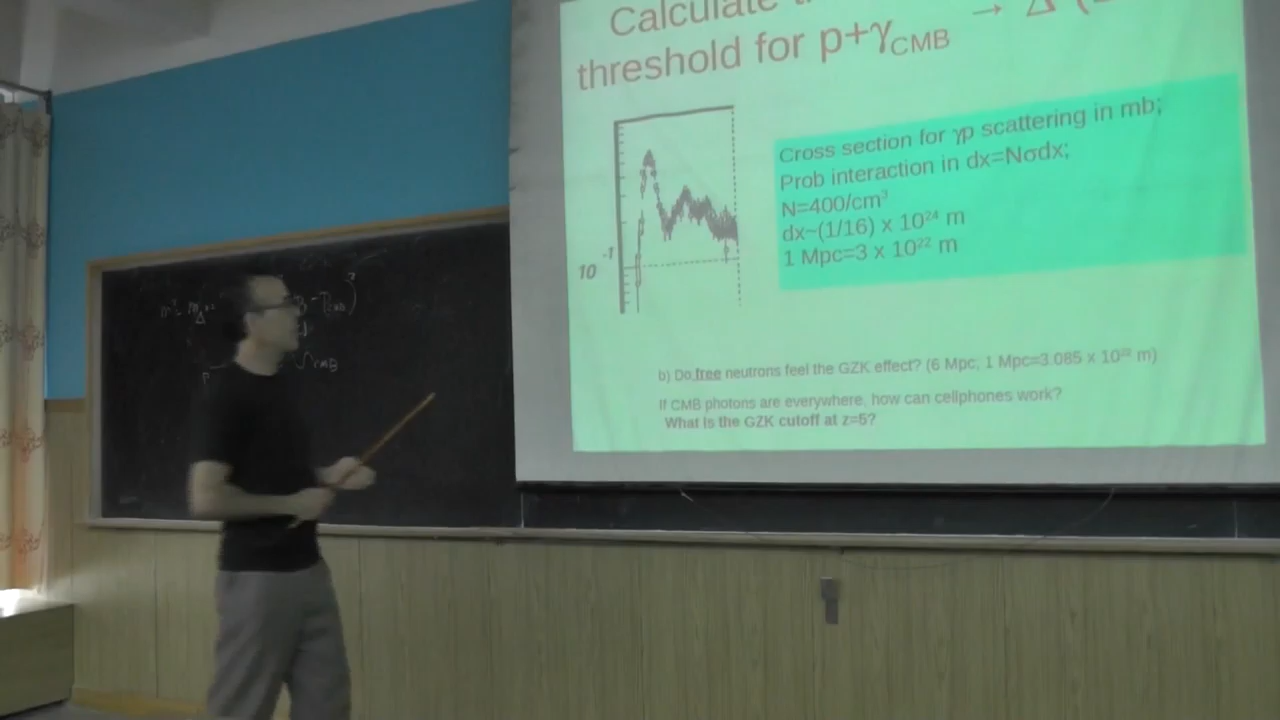 Calculate
threshold for p+γCMB → Δ
Cross section for γp scattering in mb;
Prob interaction in dx=Nσdx;
N=400/cm³
dx~(1/16) x 10²⁴ m
1 Mpc=3 x 10²² m
10⁻¹
b) Do free neutrons feel the GZK effect? (6 Mpc, 1 Mpc=3.085 x 10²² m)
If CMB photons are everywhere, how can cellphones work?
What is the GZK cutoff at z=5?
CMB
p